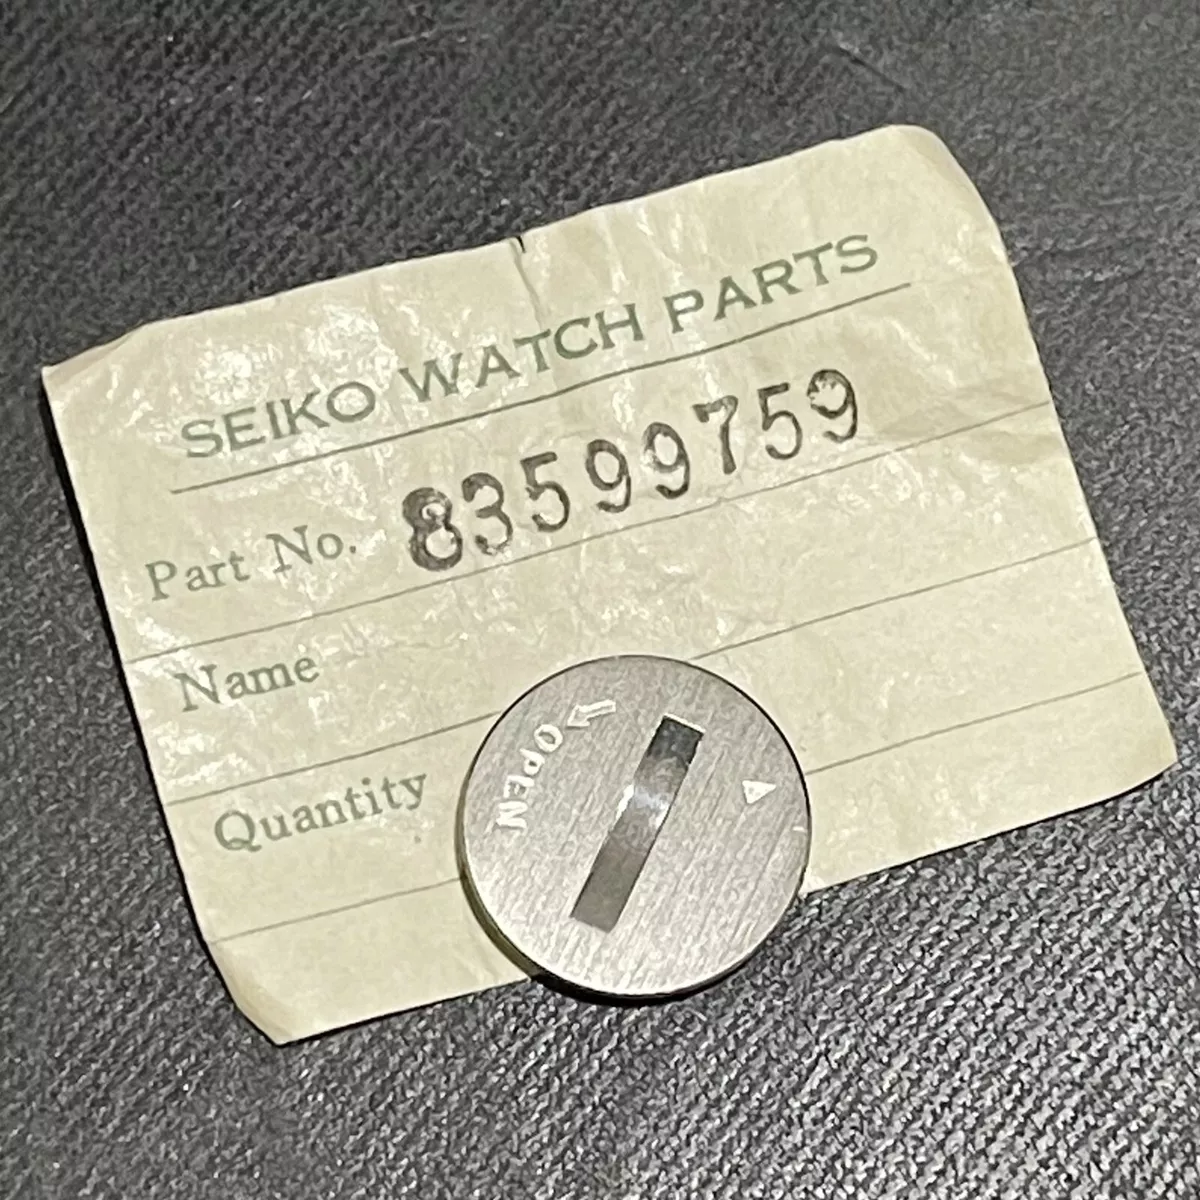 SEIKO WATCH PARTS
Part No. 83599759
Name
Quantity
OPEN